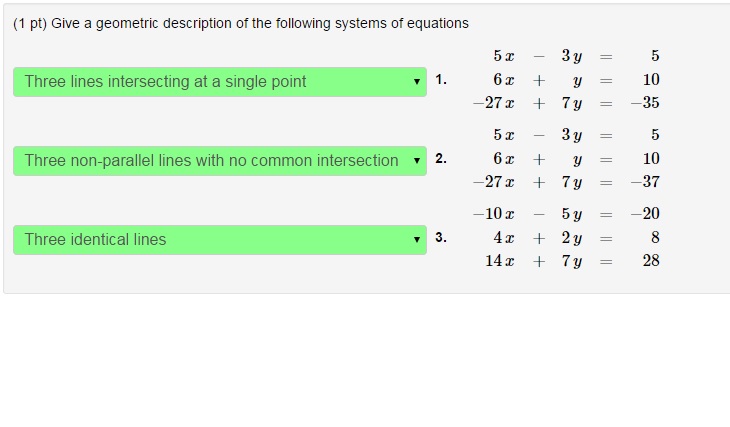 (1 pt) Give a geometric description of the following systems of equations
5x − 3y = 5
Three lines intersecting at a single point ▼ 1. 6x + y = 10
−27x + 7y = −35
5x − 3y = 5
Three non-parallel lines with no common intersection ▼ 2. 6x + y = 10
−27x + 7y = −37
−10x − 5y = −20
Three identical lines ▼ 3. 4x + 2y = 8
14x + 7y = 28